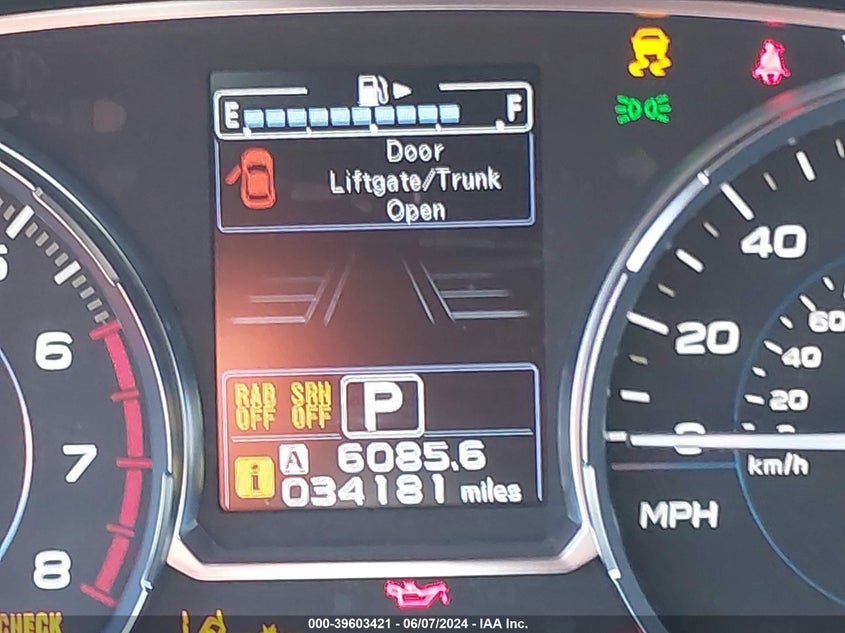 E F
Door
Liftgate/Trunk
Open
RAB OFF SRH OFF P
A 6085.6
i 034181 miles
6
7
8
40
20
0
60
40
20
km/h
MPH
CHECK
000-39603421 - 06/07/2024 - IAA Inc.